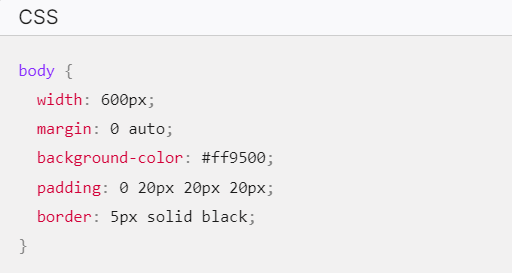 CSS
body {
  width: 600px;
  margin: 0 auto;
  background-color: #ff9500;
  padding: 0 20px 20px 20px;
  border: 5px solid black;
}